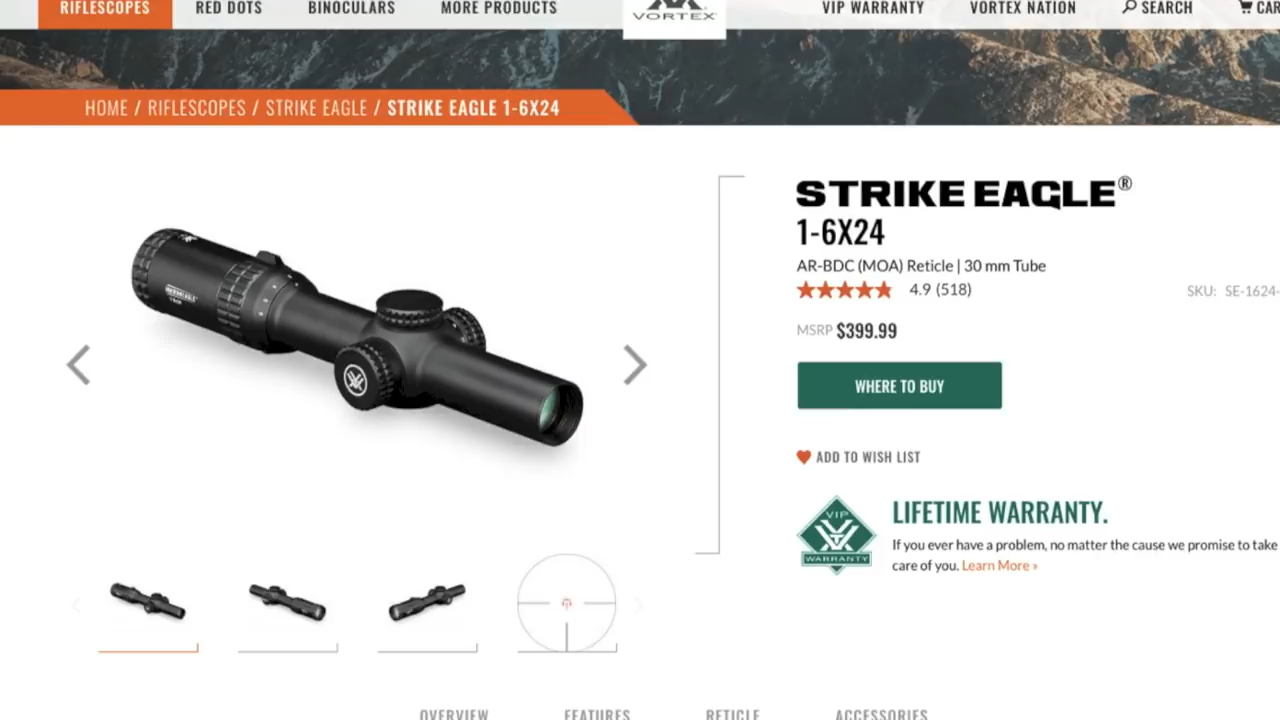 RIFLESCOPES RED DOTS BINOCULARS MORE PRODUCTS VORTEX VIP WARRANTY VORTEX NATION SEARCH CAR
HOME / RIFLESCOPES / STRIKE EAGLE / STRIKE EAGLE 1-6X24
STRIKE EAGLE®
1-6X24
AR-BDC (MOA) Reticle | 30 mm Tube
4.9 (518) SKU: SE-1624-
MSRP $399.99
WHERE TO BUY
ADD TO WISH LIST
VIP
WARRANTY
LIFETIME WARRANTY.
If you ever have a problem, no matter the cause we promise to take
care of you. Learn More »
OVERVIEW FEATURES RETICLE ACCESSORIES